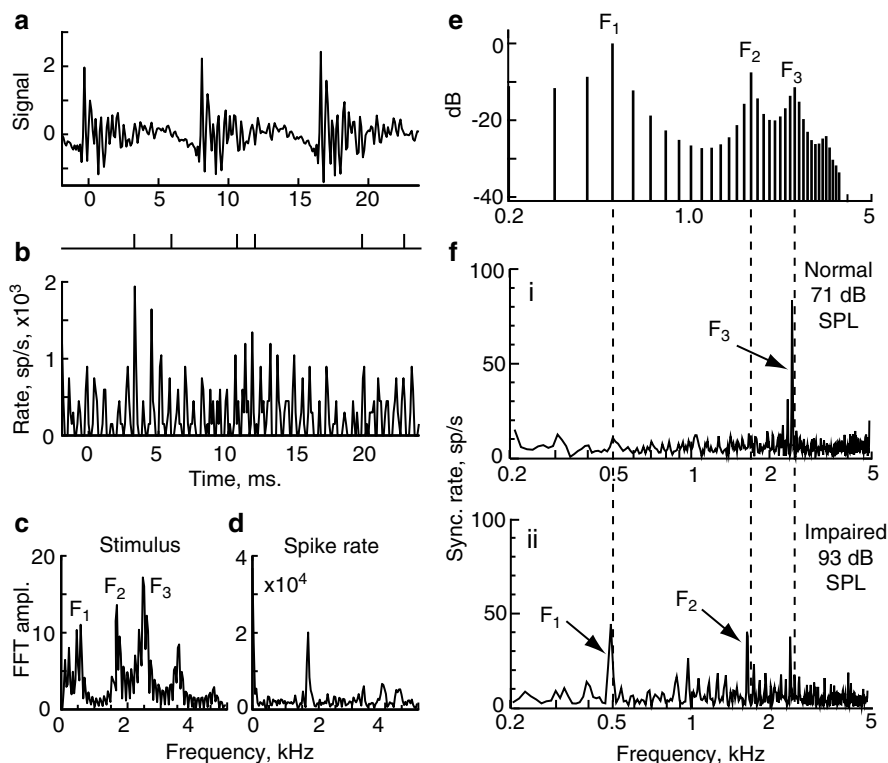 a
Signal
2
0
0 5 10 15 20
b
Rate, sp/s, x10³
2
1
0
0 5 10 15 20
Time, ms.
c
Stimulus
FFT ampl.
20
10
0
F₁
F₂
F₃
0 2 4
d
Spike rate
x10⁴
4
2
0
0 2 4
Frequency, kHz
e
dB
0
-20
-40
F₁
F₂
F₃
0.2 1.0 5
f
Sync. rate, sp/s
i
100
50
0
Normal
71 dB
SPL
F₃
0.2 0.5 1 2 5
ii
100
50
0
Impaired
93 dB
SPL
F₁
F₂
0.2 0.5 1 2 5
Frequency, kHz